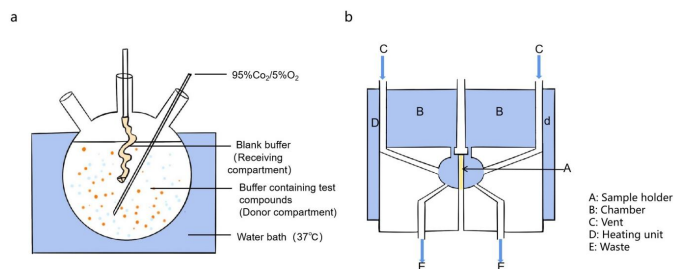 a
95%Co₂/5%O₂
Blank buffer
(Receiving
compartment)
Buffer containing test
compounds
(Donor compartment)
Water bath (37℃)
b
C
C
D
B
B
d
A
E
E
A: Sample holder
B: Chamber
C: Vent
D: Heating unit
E: Waste